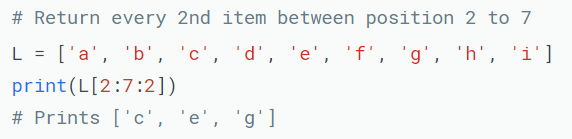 # Return every 2nd item between position 2 to 7
L = ['a', 'b', 'c', 'd', 'e', 'f', 'g', 'h', 'i']
print(L[2:7:2])
# Prints ['c', 'e', 'g']